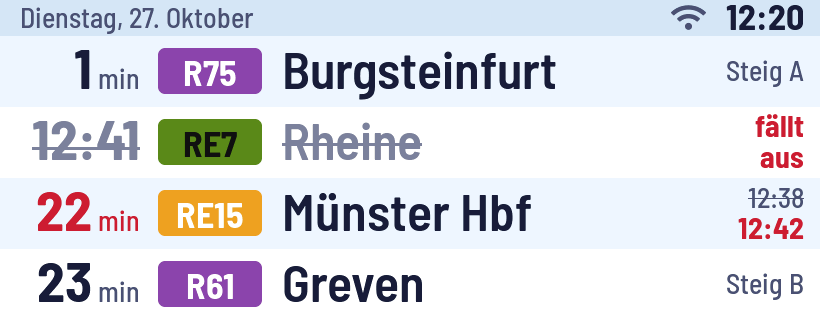 Dienstag, 27. Oktober 12:20
1 min R75 Burgsteinfurt Steig A
12:41 RE7 Rheine fällt aus
22 min RE15 Münster Hbf 12:38 12:42
23 min R61 Greven Steig B